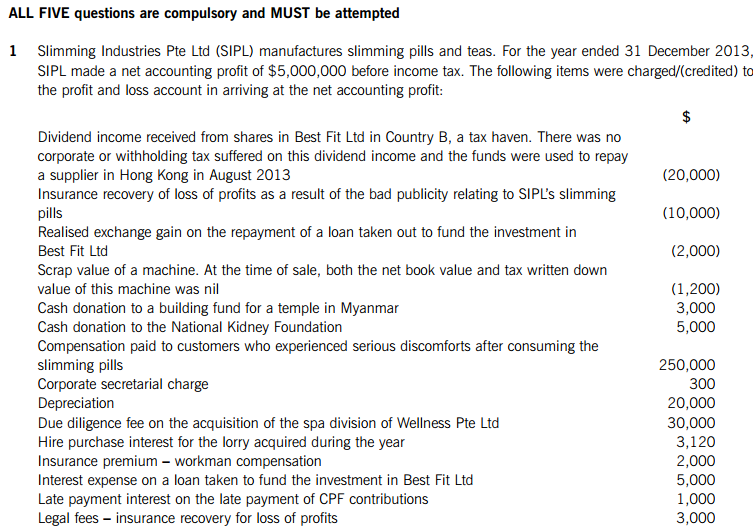 ALL FIVE questions are compulsory and MUST be attempted
1 Slimming Industries Pte Ltd (SIPL) manufactures slimming pills and teas. For the year ended 31 December 2013,
SIPL made a net accounting profit of $5,000,000 before income tax. The following items were charged/(credited) to
the profit and loss account in arriving at the net accounting profit:
$
Dividend income received from shares in Best Fit Ltd in Country B, a tax haven. There was no
corporate or withholding tax suffered on this dividend income and the funds were used to repay
a supplier in Hong Kong in August 2013 (20,000)
Insurance recovery of loss of profits as a result of the bad publicity relating to SIPL's slimming
pills (10,000)
Realised exchange gain on the repayment of a loan taken out to fund the investment in
Best Fit Ltd (2,000)
Scrap value of a machine. At the time of sale, both the net book value and tax written down
value of this machine was nil (1,200)
Cash donation to a building fund for a temple in Myanmar 3,000
Cash donation to the National Kidney Foundation 5,000
Compensation paid to customers who experienced serious discomforts after consuming the
slimming pills 250,000
Corporate secretarial charge 300
Depreciation 20,000
Due diligence fee on the acquisition of the spa division of Wellness Pte Ltd 30,000
Hire purchase interest for the lorry acquired during the year 3,120
Insurance premium – workman compensation 2,000
Interest expense on a loan taken to fund the investment in Best Fit Ltd 5,000
Late payment interest on the late payment of CPF contributions 1,000
Legal fees – insurance recovery for loss of profits 3,000